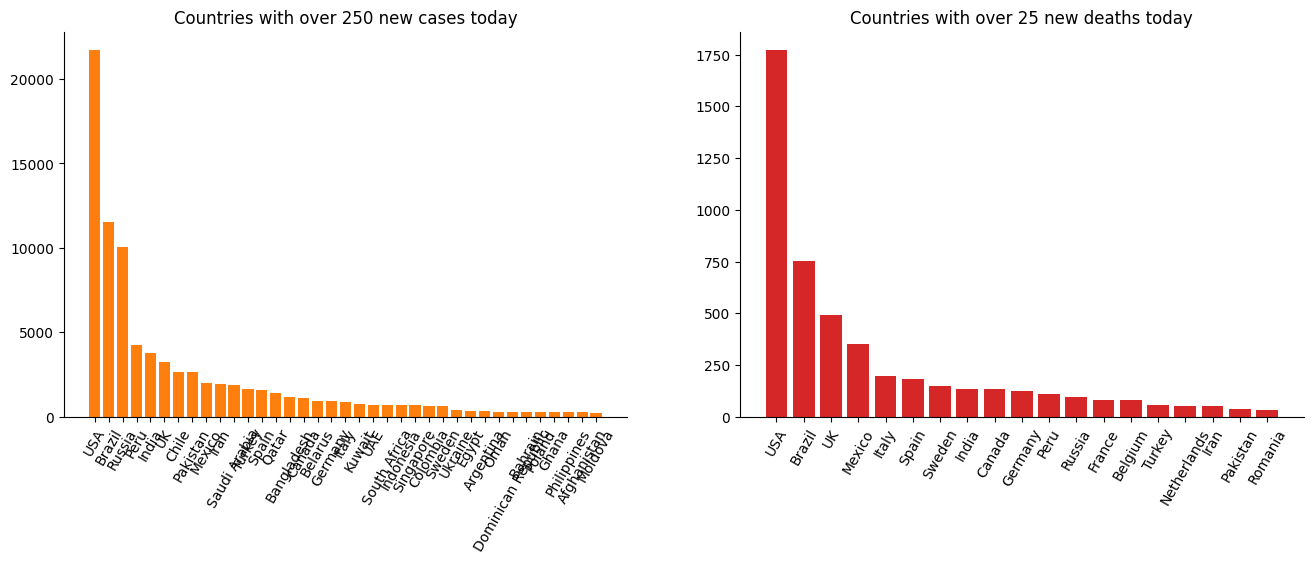 Countries with over 250 new cases today
20000
15000
10000
5000
0
USA
Brazil
Russia
Peru
India
UK
Chile
Pakistan
Mexico
Iran
Saudi Arabia
Turkey
Spain
Qatar
Bangladesh
Canada
Belarus
Germany
Italy
Kuwait
UAE
South Africa
Indonesia
Singapore
Colombia
Sweden
Ukraine
Egypt
Argentina
Oman
Dominican Republic
Bahrain
Poland
Ghana
Philippines
Afghanistan
Moldova
Countries with over 25 new deaths today
1750
1500
1250
1000
750
500
250
0
USA
Brazil
UK
Mexico
Italy
Spain
Sweden
India
Canada
Germany
Peru
Russia
France
Belgium
Turkey
Netherlands
Iran
Pakistan
Romania